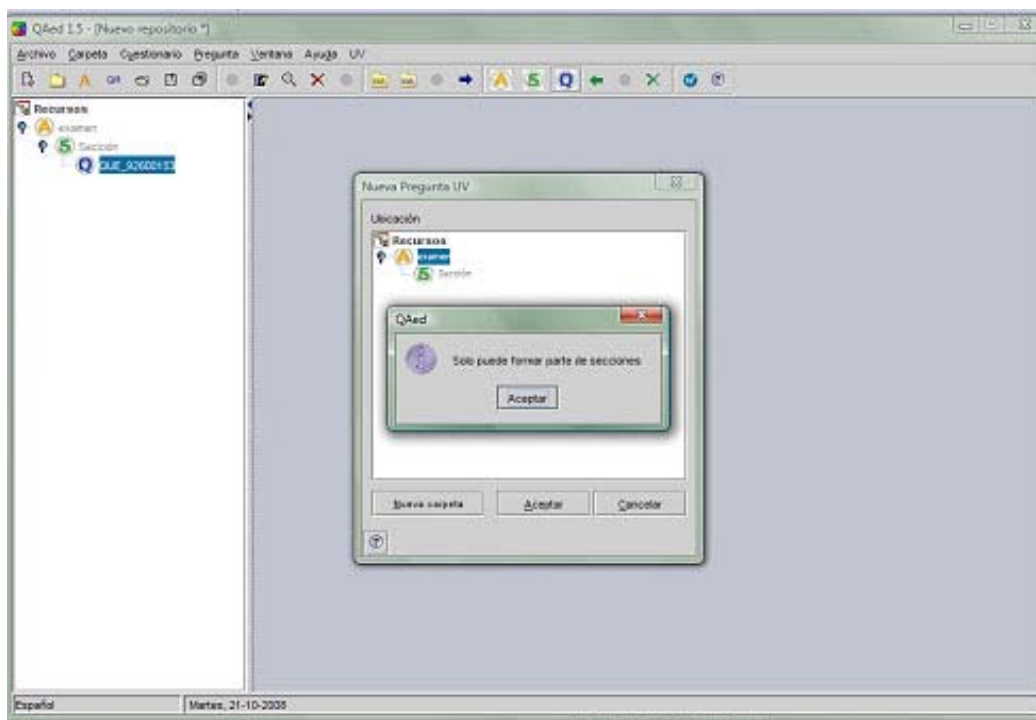 QAed 1.5 - [Nuevo repositorio *]
Archivo Carpeta Cuestionario Pregunta Ventana Ayuda UV
Recursos
examen
Sección
Nueva Pregunta UV
Ubicación
Recursos
examen
Sección
QAed
Solo puede formar parte de secciones
Aceptar
Nueva carpeta Aceptar Cancelar
Español Martes, 21-10-2008